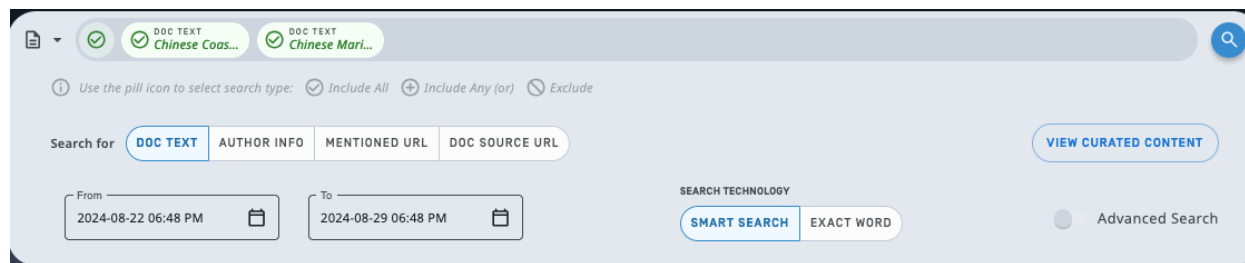 DOC TEXT
Chinese Coas...
DOC TEXT
Chinese Mari...
Use the pill icon to select search type: Include All Include Any (or) Exclude
Search for DOC TEXT AUTHOR INFO MENTIONED URL DOC SOURCE URL VIEW CURATED CONTENT
From
2024-08-22 06:48 PM
To
2024-08-29 06:48 PM
SEARCH TECHNOLOGY
SMART SEARCH EXACT WORD
Advanced Search